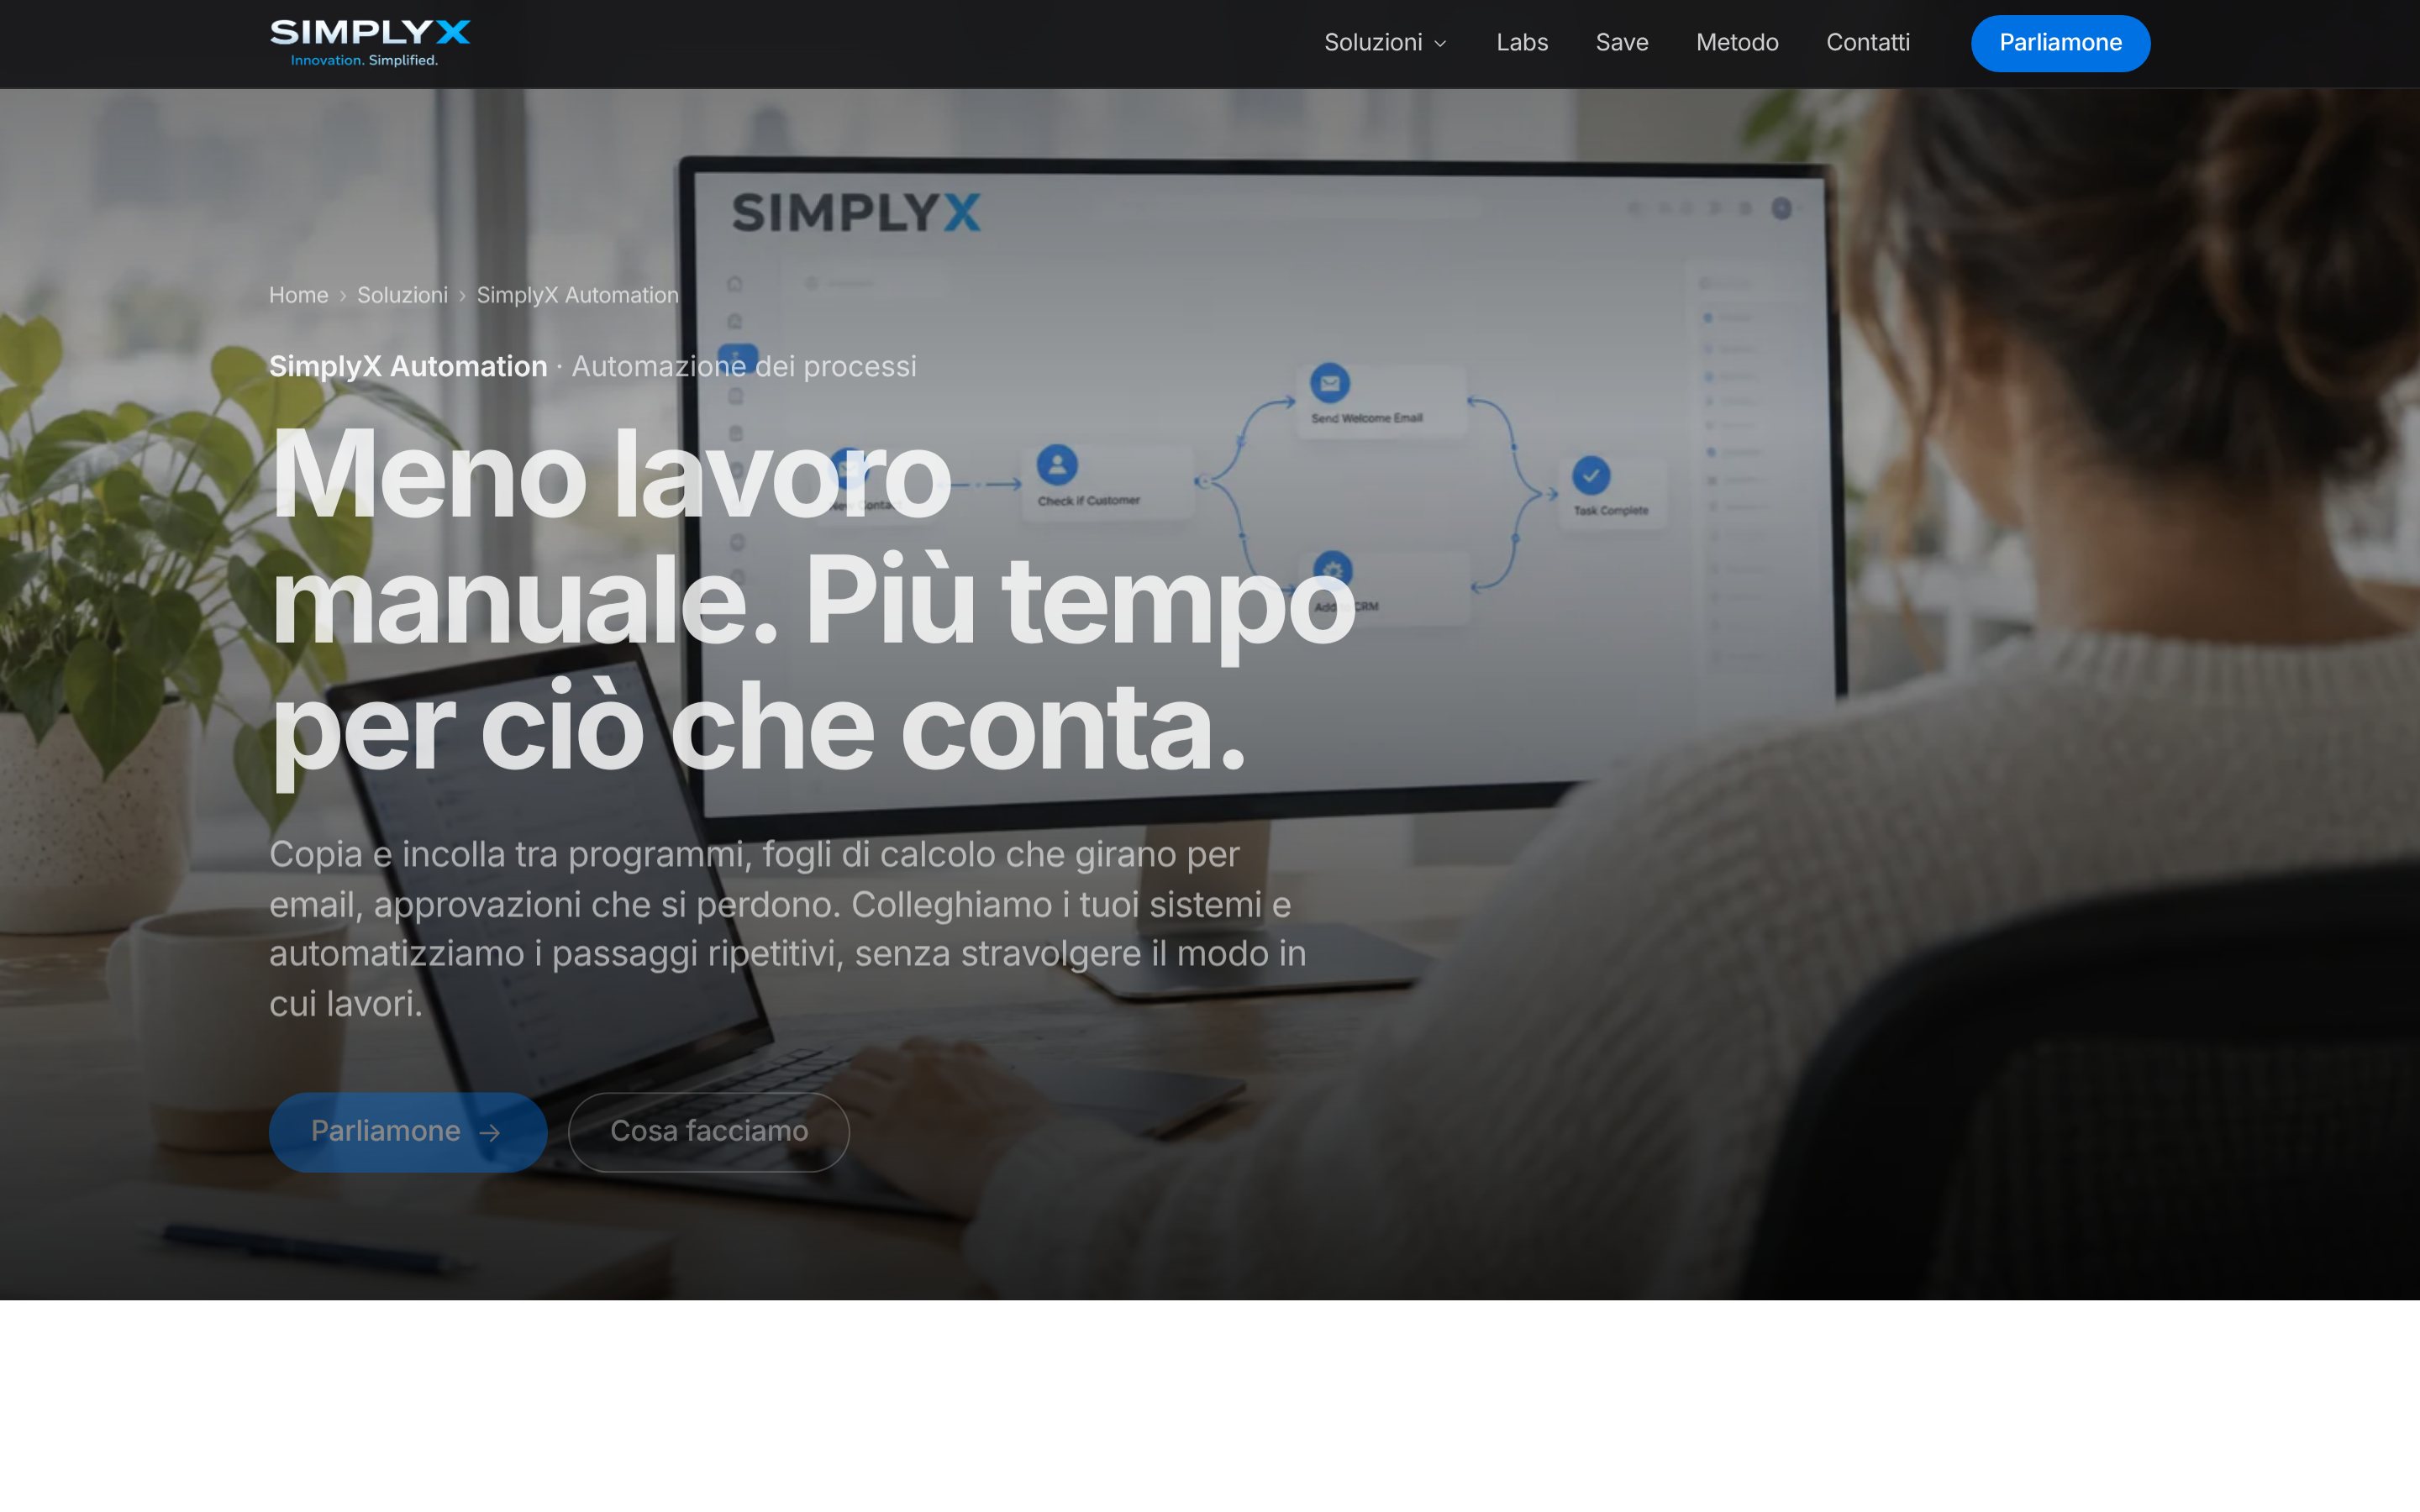 SIMPLYX
Innovation. Simplified.
Soluzioni
Labs
Save
Metodo
Contatti
Parliamone
SIMPLYX
Home › Soluzioni › SimplyX Automation
SimplyX Automation · Automazione dei processi
Send Welcome Email
Check if Customer
Task Complete
New Contact
CRM
Meno lavoro
manuale. Più tempo
per ciò che conta.
Copia e incolla tra programmi, fogli di calcolo che girano per
email, approvazioni che si perdono. Colleghiamo i tuoi sistemi e
automatizziamo i passaggi ripetitivi, senza stravolgere il modo in
cui lavori.
Parliamone →
Cosa facciamo